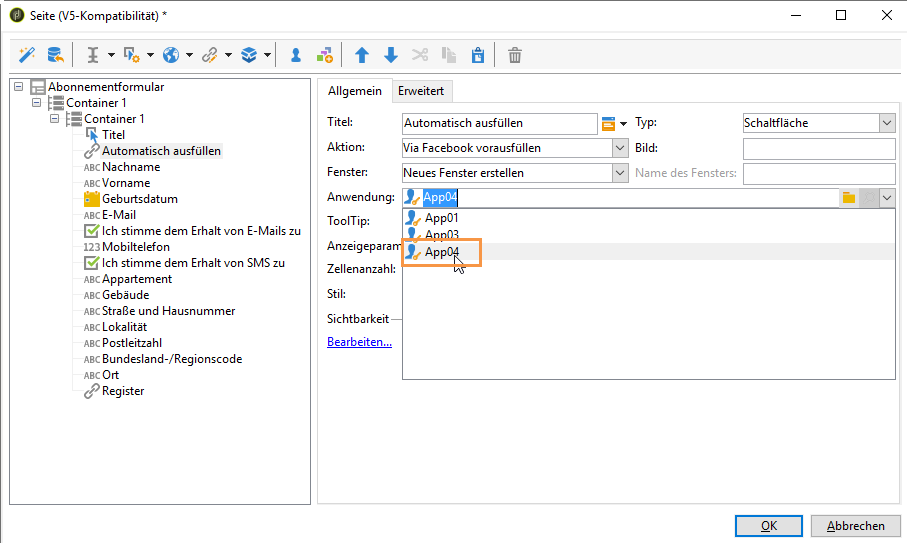 Seite (V5-Kompatibilität) *
Abonnementformular
Container 1
Container 1
Titel
Automatisch ausfüllen
ABC Nachname
ABC Vorname
Geburtsdatum
ABC E-Mail
Ich stimme dem Erhalt von E-Mails zu
123 Mobiltelefon
Ich stimme dem Erhalt von SMS zu
ABC Appartement
ABC Gebäude
ABC Straße und Hausnummer
ABC Lokalität
ABC Postleitzahl
ABC Bundesland-/Regionscode
ABC Ort
Register
Allgemein Erweitert
Titel: Automatisch ausfüllen Typ: Schaltfläche
Aktion: Via Facebook vorausfüllen Bild:
Fenster: Neues Fenster erstellen Name des Fensters:
Anwendung: App04
ToolTip: App01
App03
Anzeigeparam App04
Zellenanzahl:
Stil:
Sichtbarkeit
Bearbeiten...
OK Abbrechen